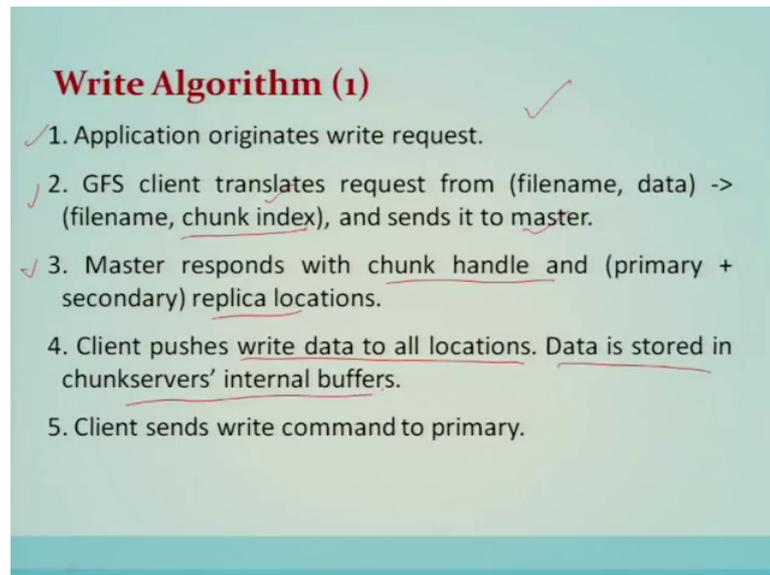 Write Algorithm (1)
1. Application originates write request.
2. GFS client translates request from (filename, data) ->
(filename, chunk index), and sends it to master.
3. Master responds with chunk handle and (primary +
secondary) replica locations.
4. Client pushes write data to all locations. Data is stored in
chunkservers’ internal buffers.
5. Client sends write command to primary.